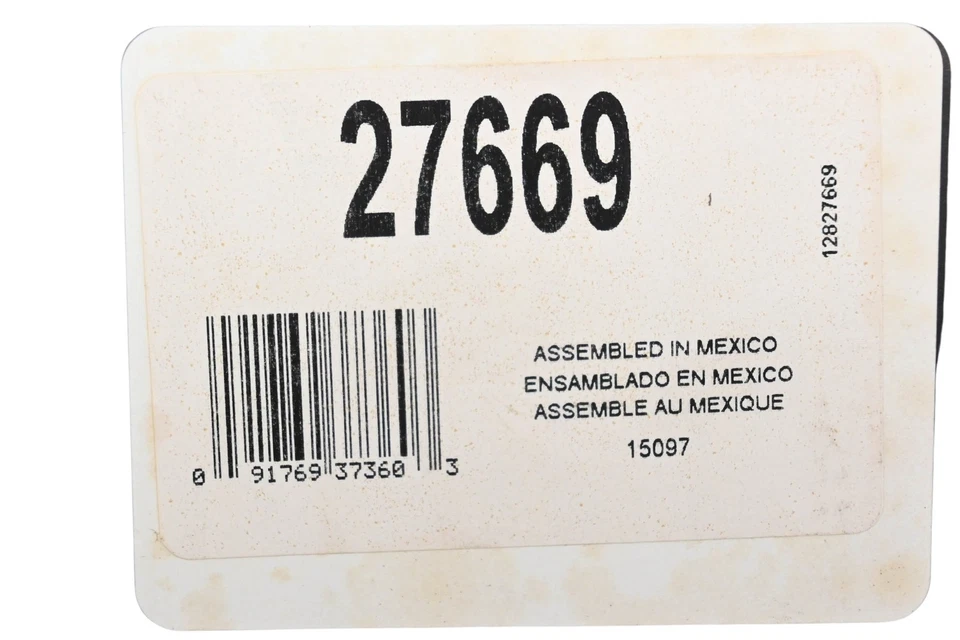 27669
12827669
ASSEMBLED IN MEXICO
ENSAMBLADO EN MEXICO
ASSEMBLE AU MEXIQUE
15097
0 91769 37360 3